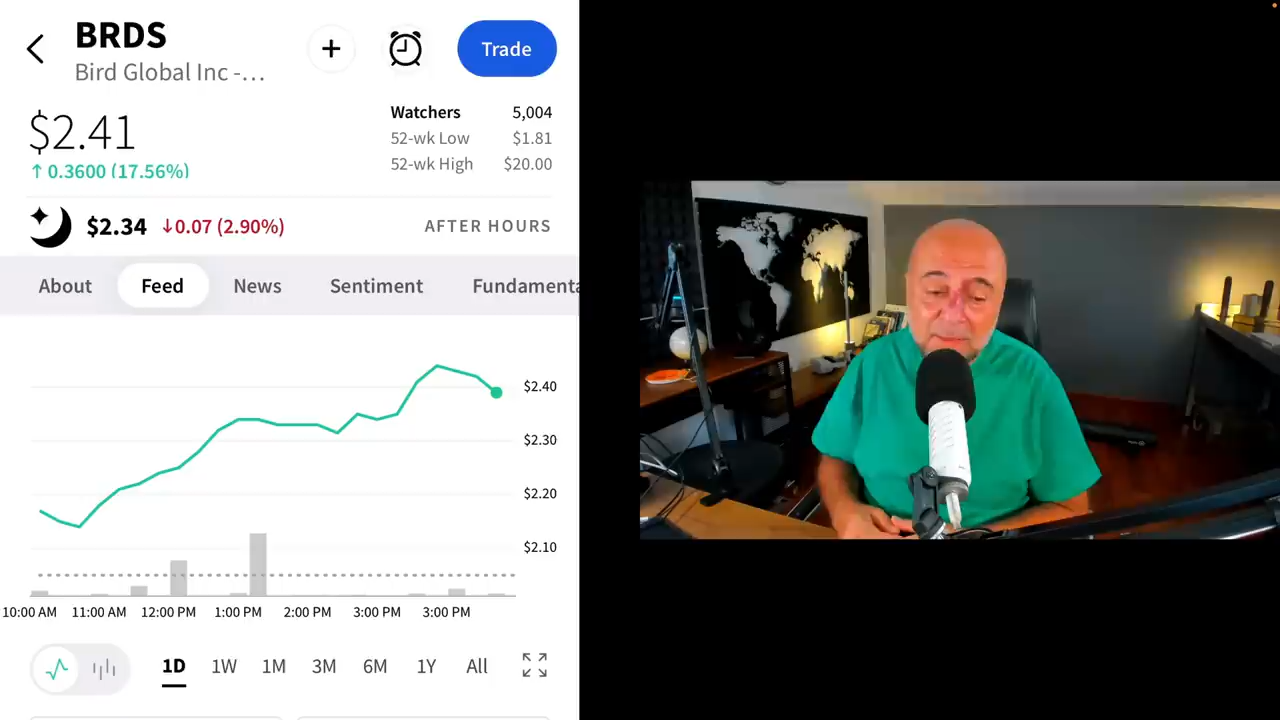 BRDS
Bird Global Inc -...
Trade
$2.41
↑ 0.3600 (17.56%)
Watchers 5,004
52-wk Low $1.81
52-wk High $20.00
$2.34 ↓0.07 (2.90%) AFTER HOURS
About Feed News Sentiment Fundamenta
$2.40
$2.30
$2.20
$2.10
10:00 AM 11:00 AM 12:00 PM 1:00 PM 2:00 PM 3:00 PM 3:00 PM
1D 1W 1M 3M 6M 1Y All